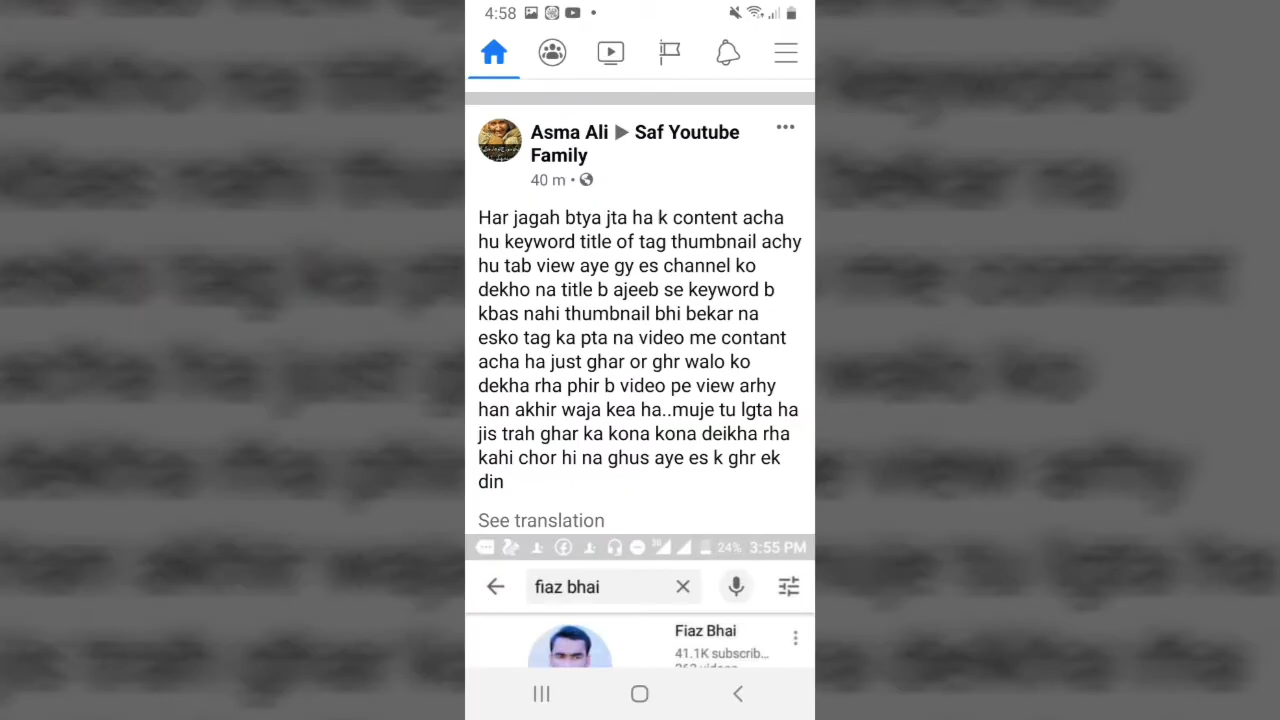 4:58
Asma Ali ▶ Saf Youtube
Family
40 m •
Har jagah btya jta ha k content acha
hu keyword title of tag thumbnail achy
hu tab view aye gy es channel ko
dekho na title b ajeeb se keyword b
kbas nahi thumbnail bhi bekar na
esko tag ka pta na video me contant
acha ha just ghar or ghr walo ko
dekha rha phir b video pe view arhy
han akhir waja kea ha..muje tu lgta ha
jis trah ghar ka kona kona deikha rha
kahi chor hi na ghus aye es k ghr ek
din
See translation
24% 3:55 PM
fiaz bhai
Fiaz Bhai
41.1K subscrib...